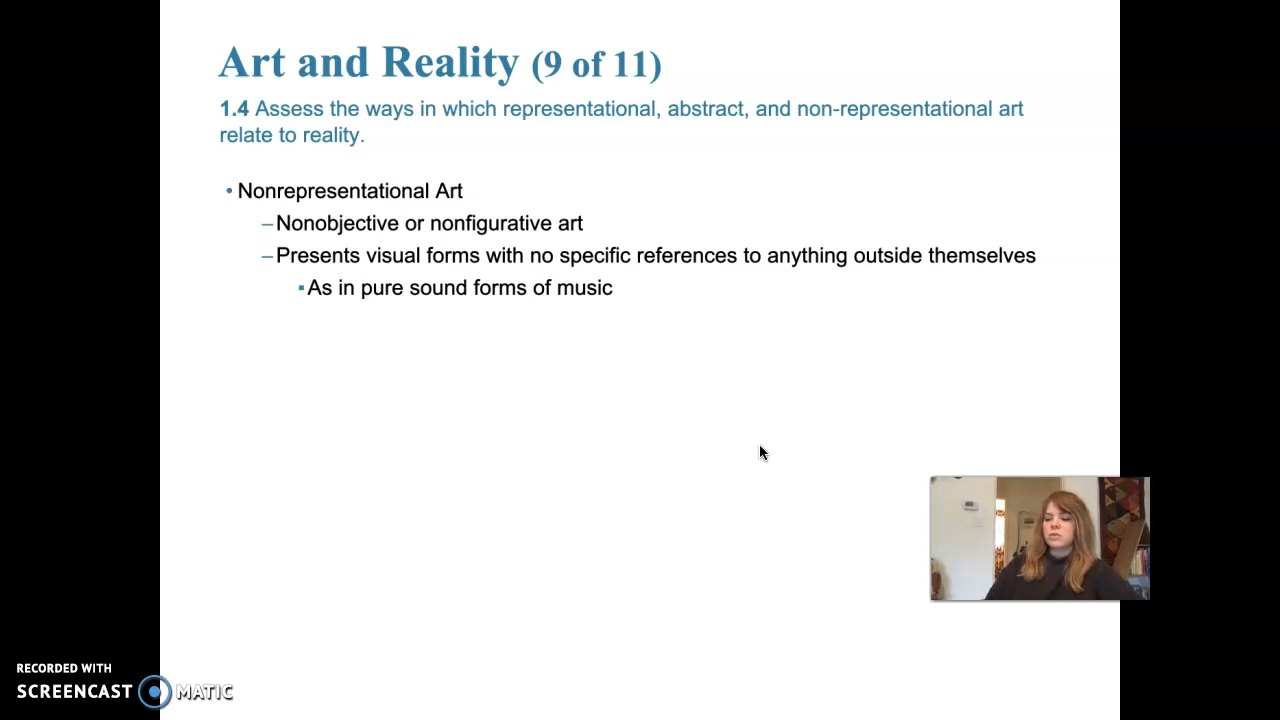 Art and Reality (9 of 11)
1.4 Assess the ways in which representational, abstract, and non-representational art
relate to reality.
• Nonrepresentational Art
–Nonobjective or nonfigurative art
–Presents visual forms with no specific references to anything outside themselves
▪As in pure sound forms of music
RECORDED WITH
SCREENCAST MATIC